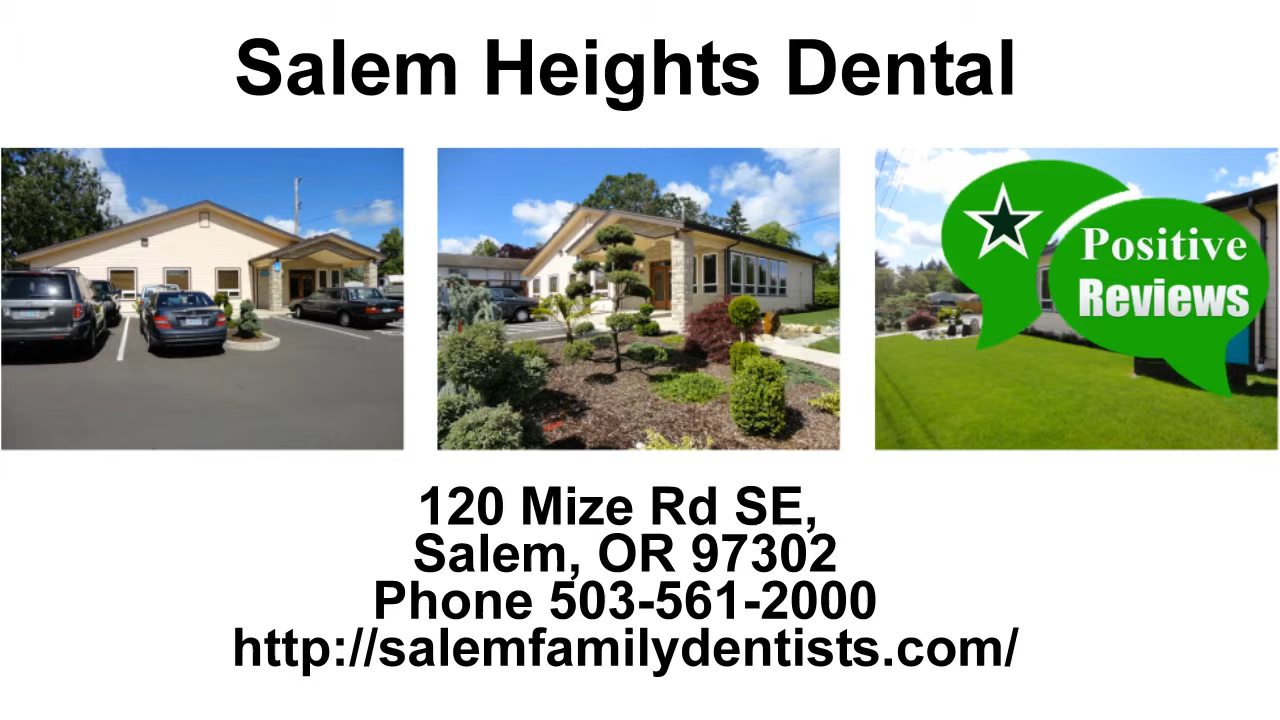 Salem Heights Dental
Positive
Reviews
120 Mize Rd SE,
Salem, OR 97302
Phone 503-561-2000
http://salemfamilydentists.com/